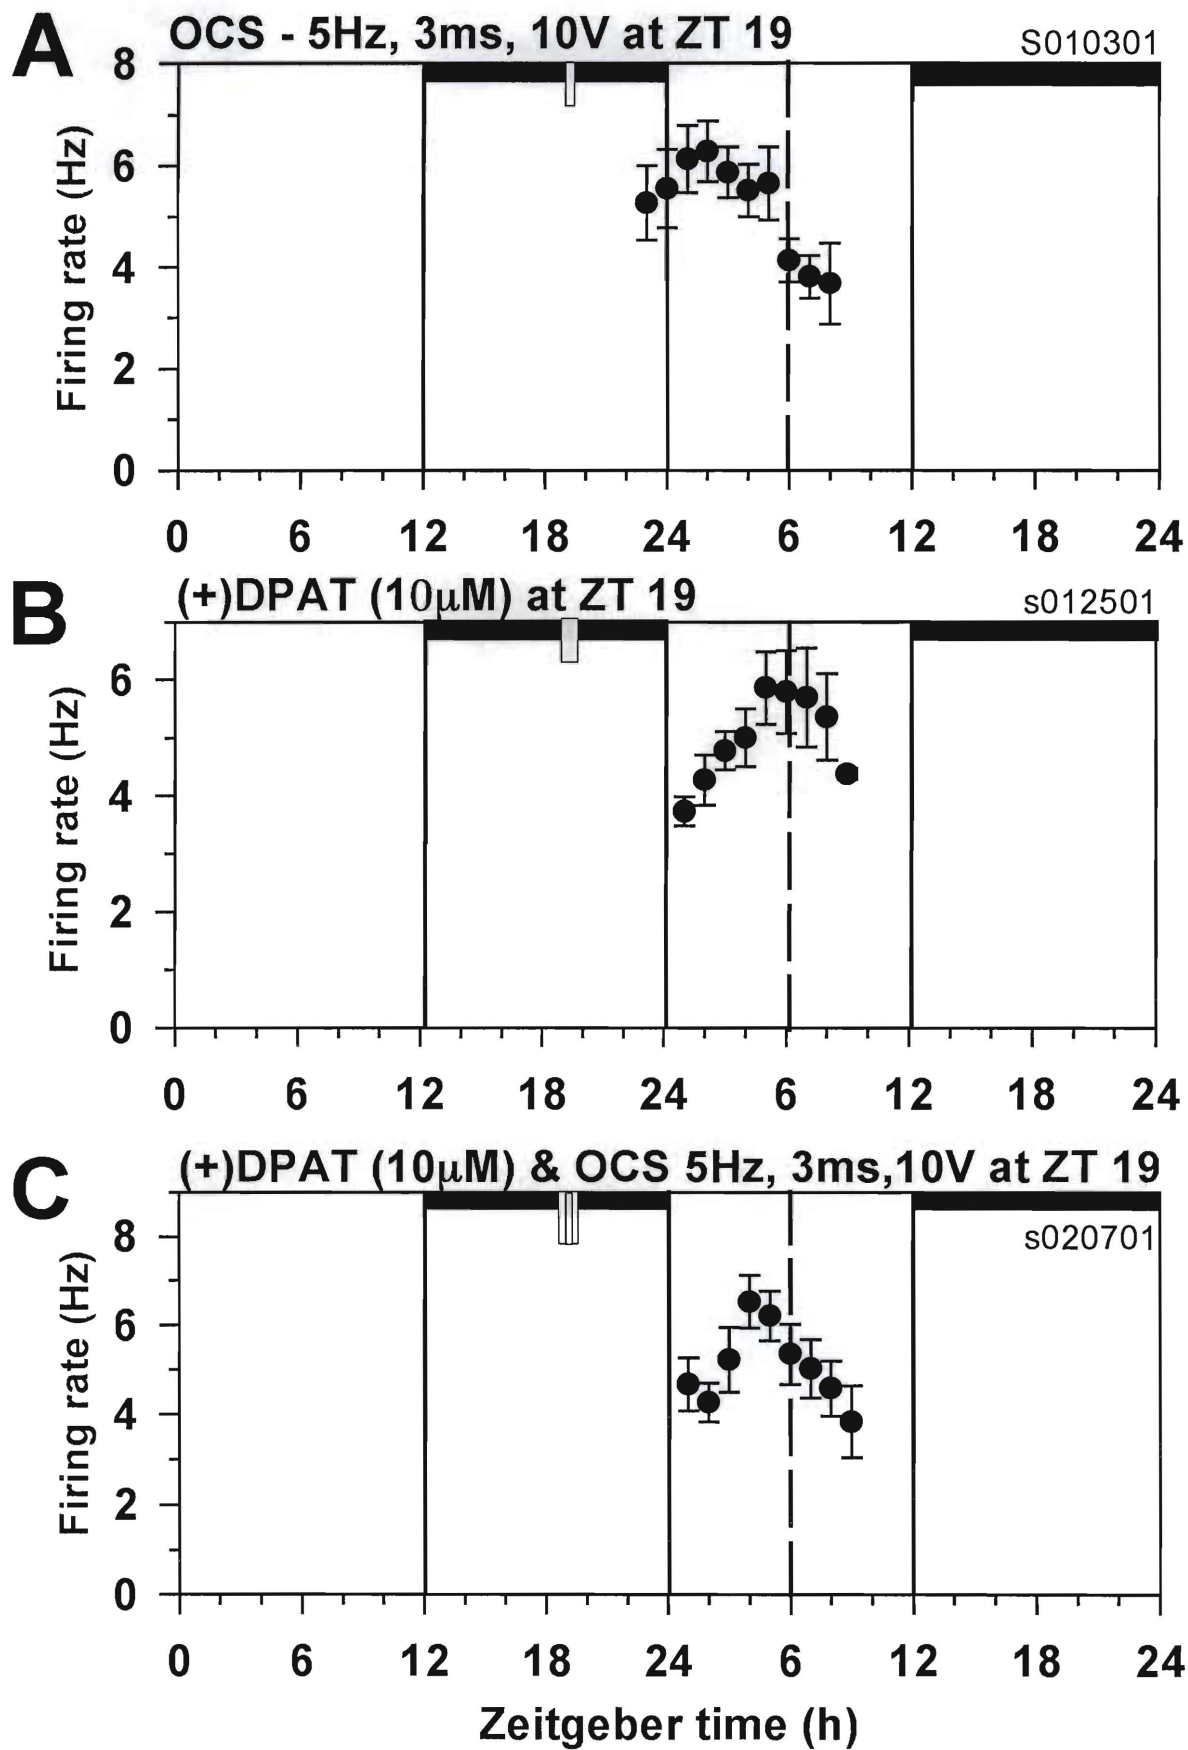 A
OCS - 5Hz, 3ms, 10V at ZT 19
S010301
Firing rate (Hz)
8
6
4
2
0
0 6 12 18 24 6 12 18 24
B
(+)DPAT (10μM) at ZT 19
s012501
Firing rate (Hz)
6
4
2
0
0 6 12 18 24 6 12 18 24
C
(+)DPAT (10μM) & OCS 5Hz, 3ms,10V at ZT 19
s020701
Firing rate (Hz)
8
6
4
2
0
0 6 12 18 24 6 12 18 24
Zeitgeber time (h)